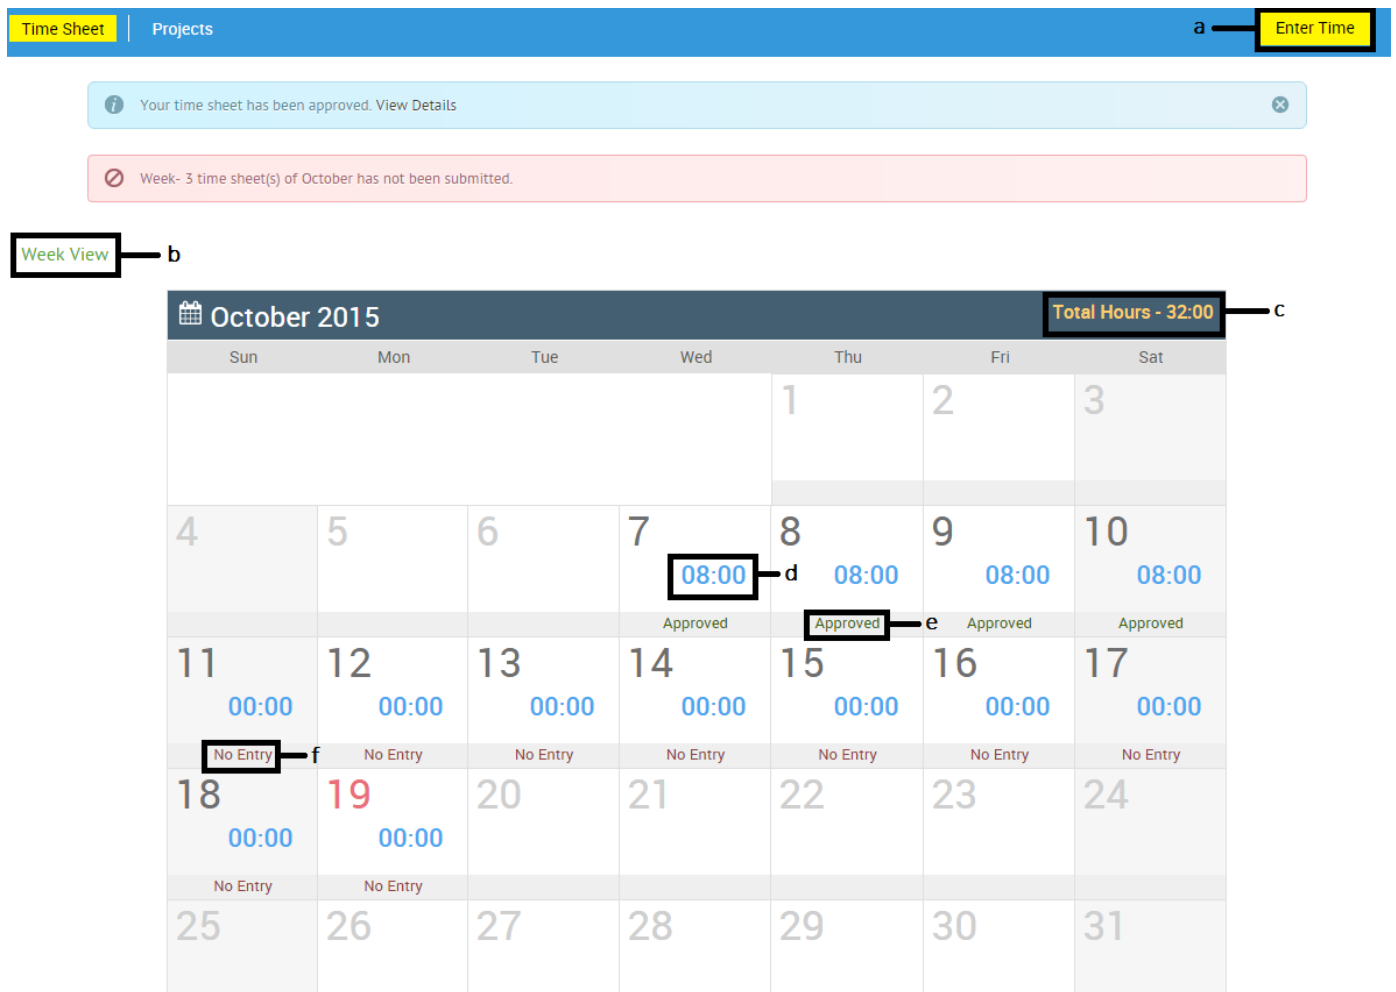 Time Sheet Projects a Enter Time
Your time sheet has been approved. View Details
Week- 3 time sheet(s) of October has not been submitted.
Week View b
October 2015 Total Hours - 32:00 c
Sun Mon Tue Wed Thu Fri Sat
1 2 3
4 5 6 7 8 9 10
08:00 d 08:00 08:00 08:00
Approved Approved e Approved Approved
11 12 13 14 15 16 17
00:00 00:00 00:00 00:00 00:00 00:00 00:00
No Entry f No Entry No Entry No Entry No Entry No Entry No Entry
18 19 20 21 22 23 24
00:00 00:00
No Entry No Entry
25 26 27 28 29 30 31